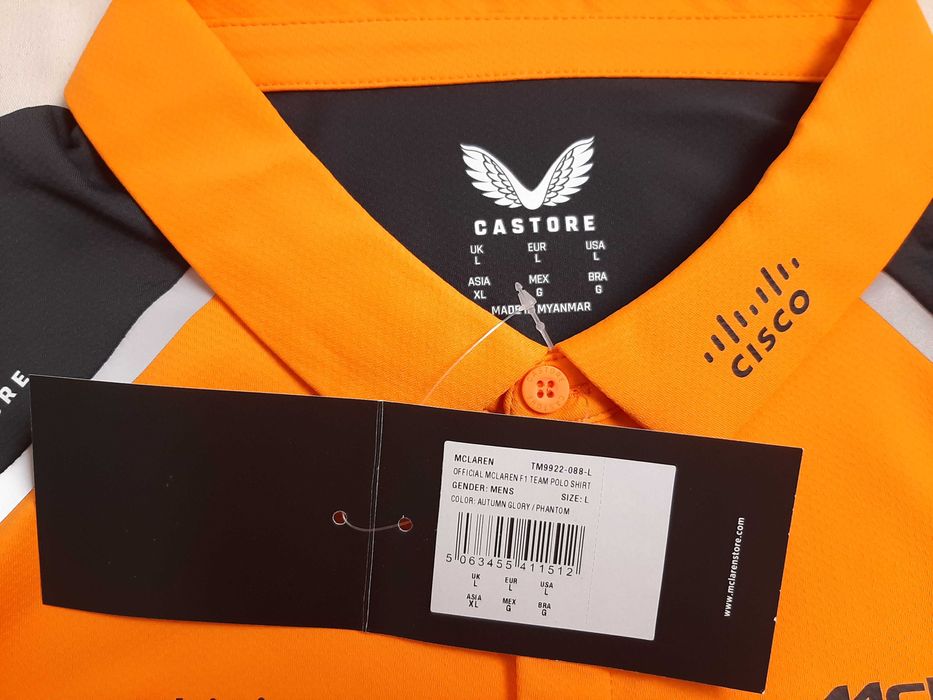 CASTORE
UK EUR USA
L L L
ASIA MEX BRA
XL G G
MADE IN MYANMAR
CISCO
RE
MCLAREN TM9922-088-L
OFFICIAL MCLAREN F1 TEAM POLO SHIRT
GENDER: MENS SIZE: L
COLOR: AUTUMN GLORY / PHANTOM
5 063455 411512
UK EUR USA
L L L
ASIA MEX BRA
XL G G
www.mclarenstore.com